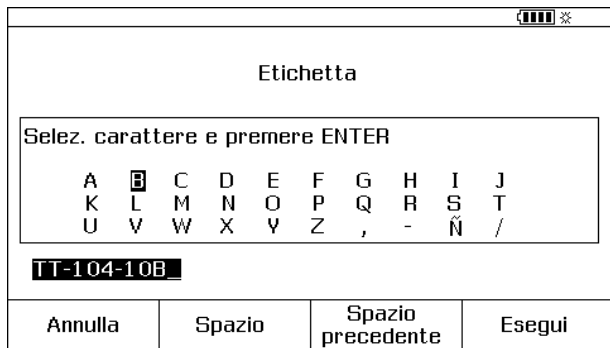 Etichetta
Selez. carattere e premere ENTER
A B C D E F G H I J
K L M N O P Q R S T
U V W X Y Z , - Ñ /
TT-104-10B_
Annulla Spazio Spazio precedente Esegui